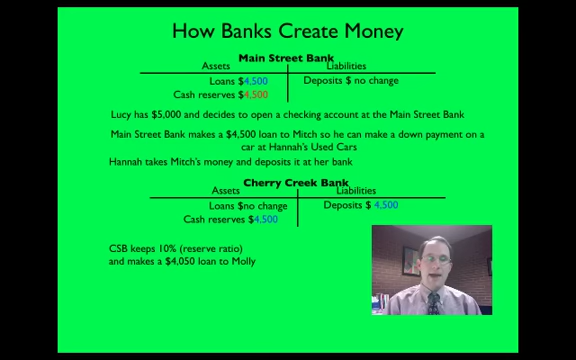 How Banks Create Money
Main Street Bank
Assets Liabilities
Loans $4,500 Deposits $ no change
Cash reserves $4,500
Lucy has $5,000 and decides to open a checking account at the Main Street Bank
Main Street Bank makes a $4,500 loan to Mitch so he can make a down payment on a
car at Hannah's Used Cars
Hannah takes Mitch's money and deposits it at her bank
Cherry Creek Bank
Assets Liabilities
Loans $no change Deposits $ 4,500
Cash reserves $4,500
CSB keeps 10% (reserve ratio)
and makes a $4,050 loan to Molly